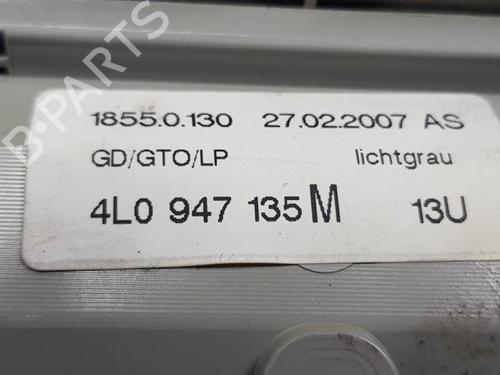 1855.0.130 27.02.2007 AS
GD/GTO/LP lichtgrau
4L0 947 135 M 13U
B-PARTS